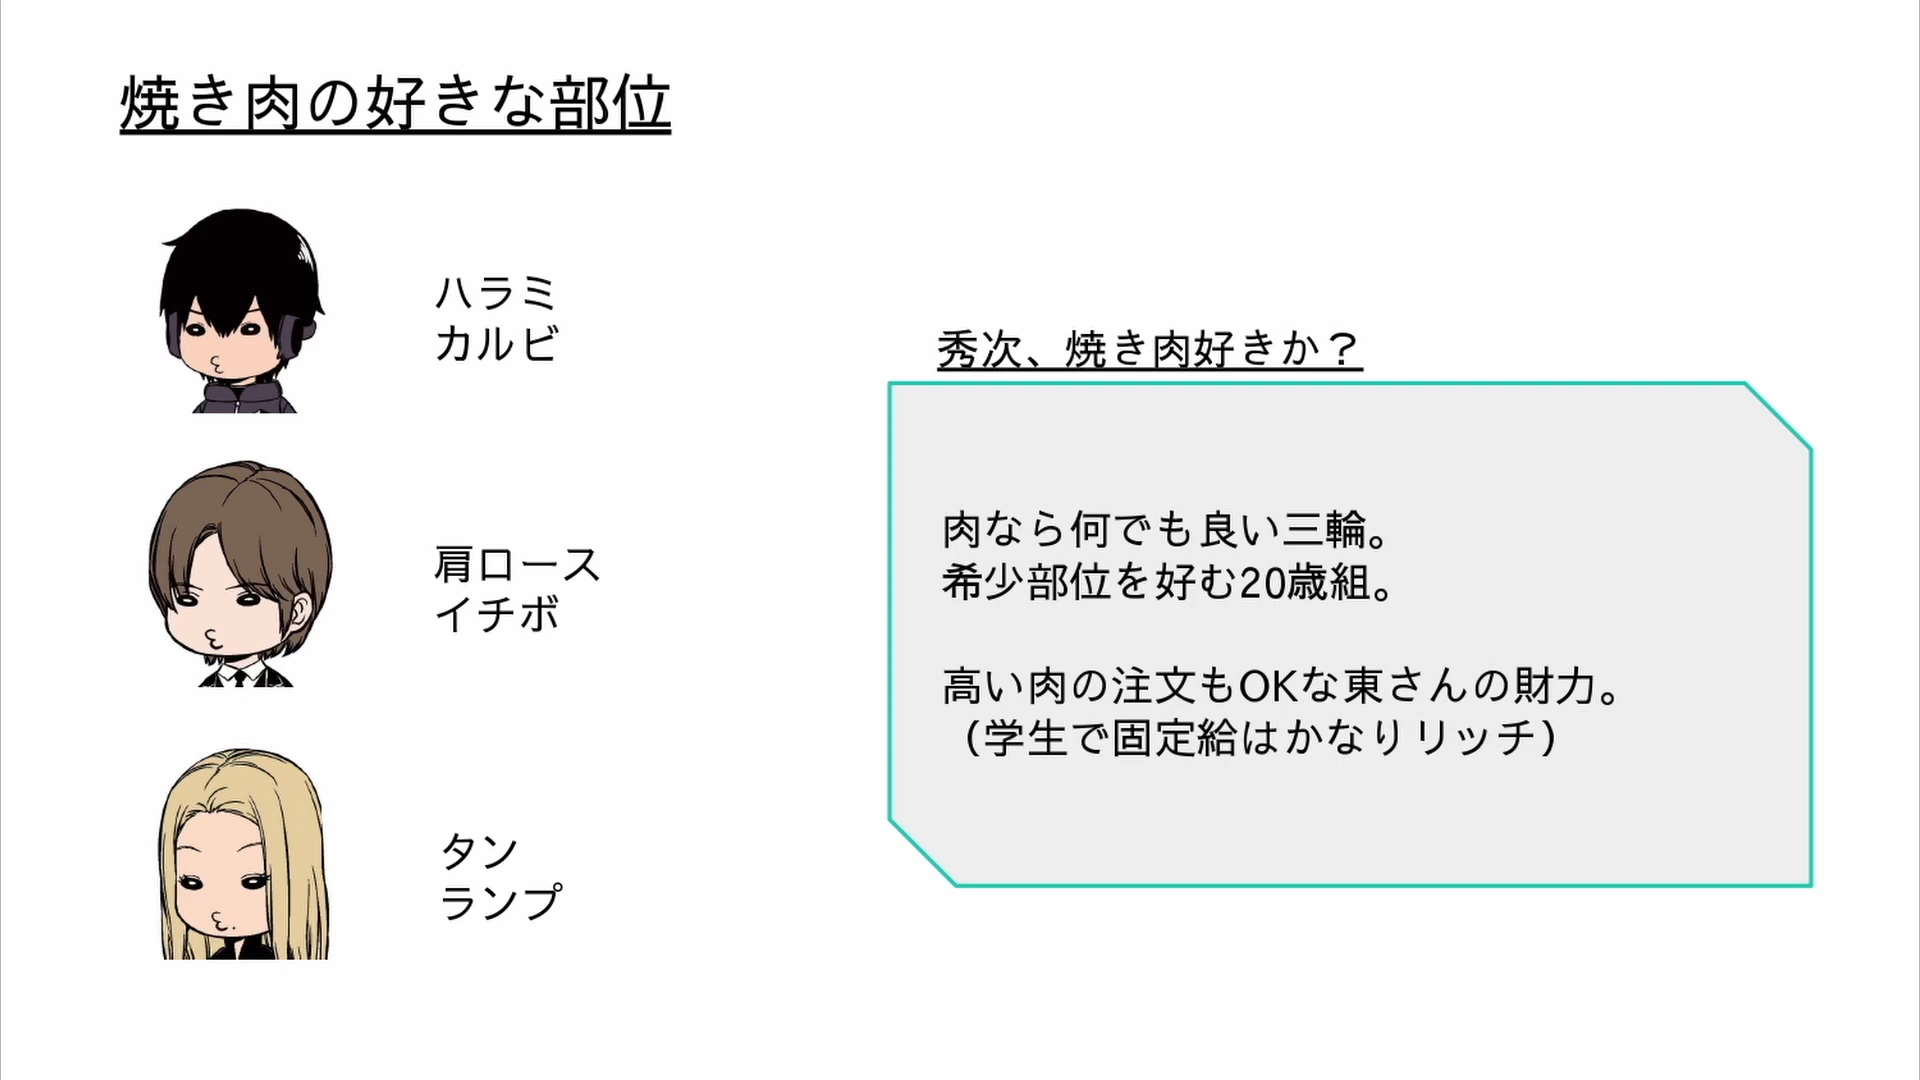 焼き肉の好きな部位
ハラミ
カルビ
肩ロース
イチボ
タン
ランプ
秀次、焼き肉好きか？
肉なら何でも良い三輪。
希少部位を好む20歳組。
高い肉の注文もOKな東さんの財力。
（学生で固定給はかなりリッチ）